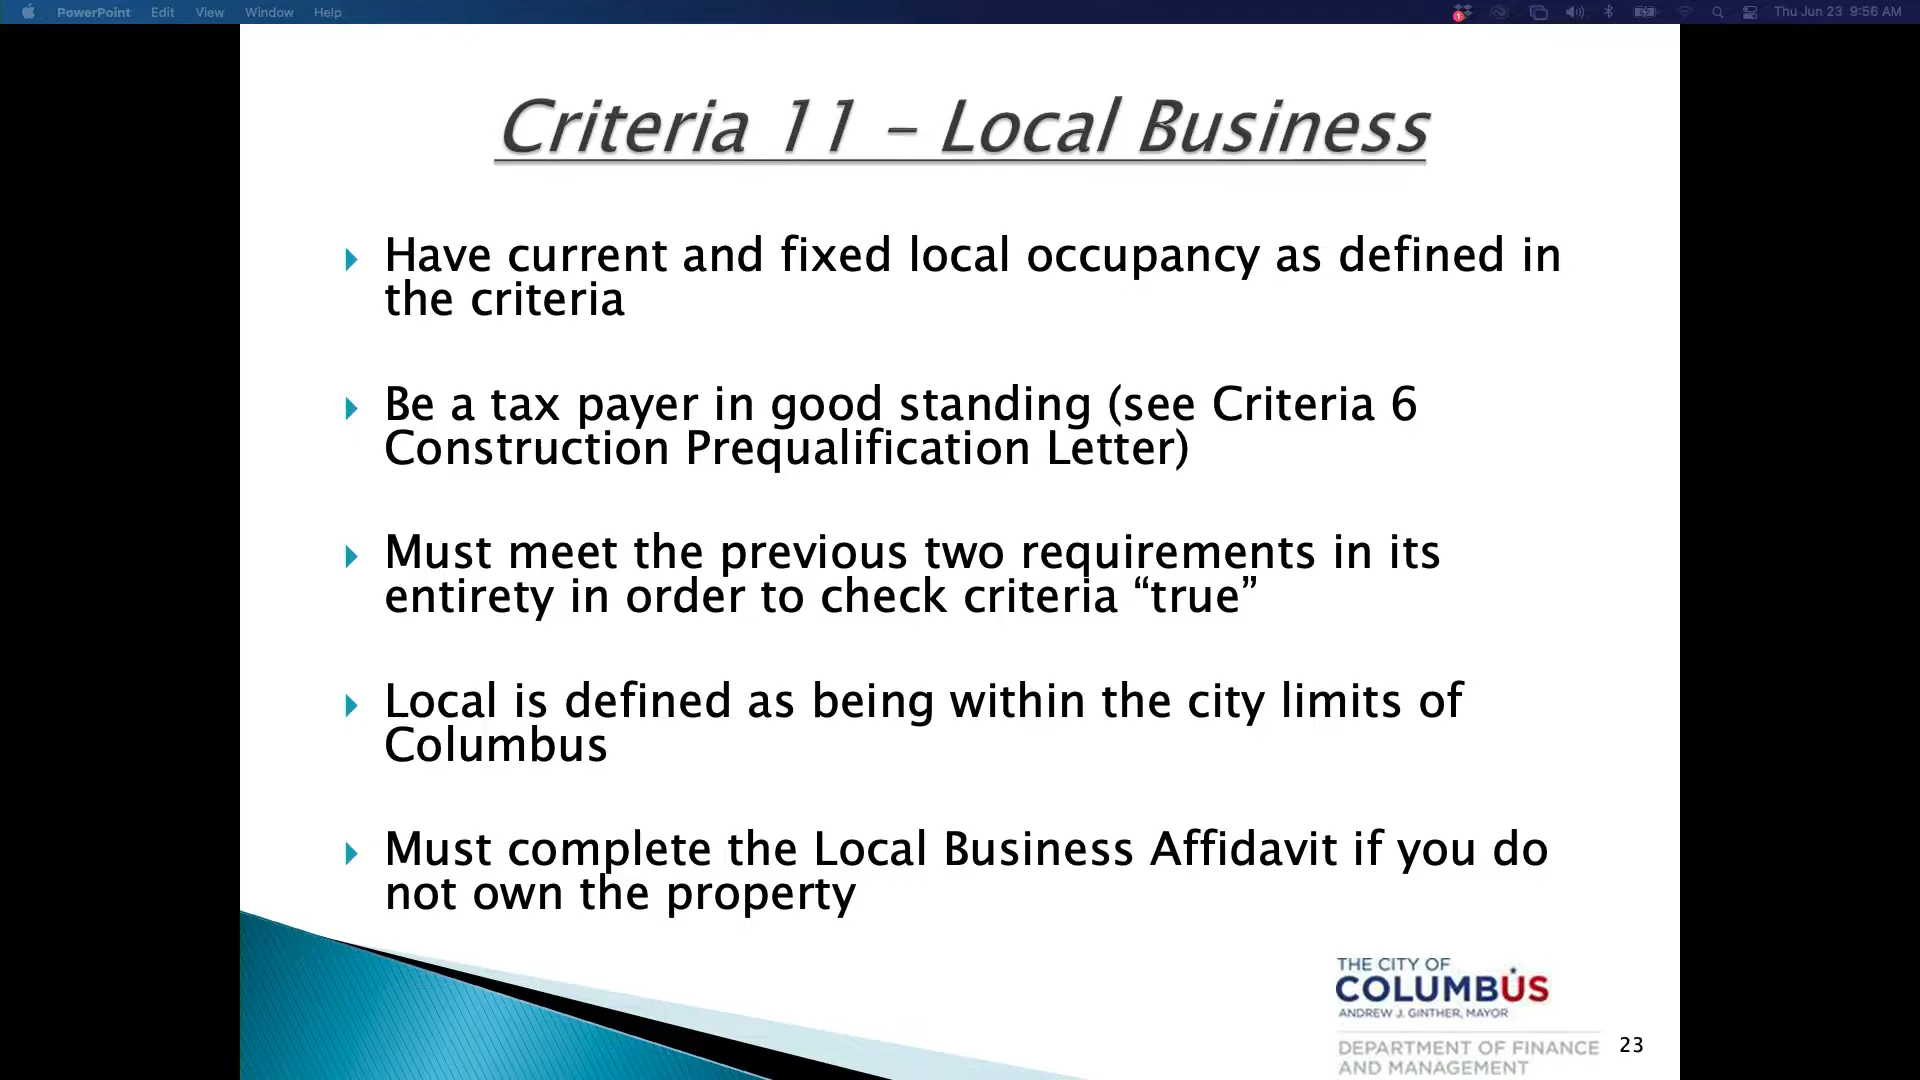 PowerPoint Edit View Window Help
1
Thu Jun 23 9:56 AM
Criteria 11 – Local Business
Have current and fixed local occupancy as defined in
the criteria
Be a tax payer in good standing (see Criteria 6
Construction Prequalification Letter)
Must meet the previous two requirements in its
entirety in order to check criteria “true”
Local is defined as being within the city limits of
Columbus
Must complete the Local Business Affidavit if you do
not own the property
THE CITY OF
COLUMBUS
ANDREW J. GINTHER, MAYOR
DEPARTMENT OF FINANCE
AND MANAGEMENT
23